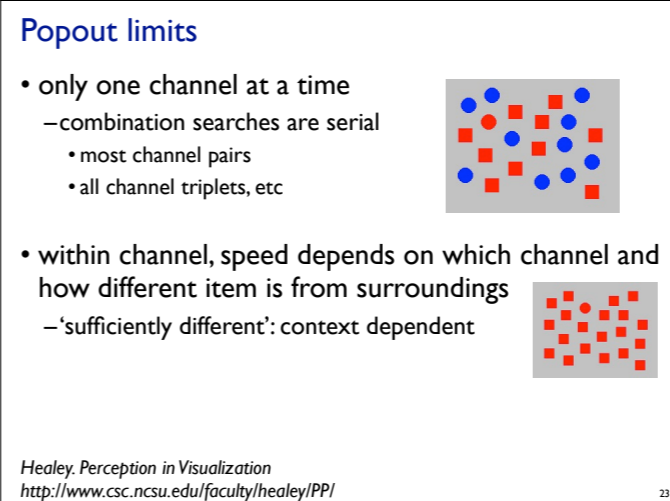 Popout limits
• only one channel at a time
–combination searches are serial
• most channel pairs
• all channel triplets, etc
• within channel, speed depends on which channel and
how different item is from surroundings
–‘sufficiently different’: context dependent
Healey. Perception in Visualization
http://www.csc.ncsu.edu/faculty/healey/PP/
23